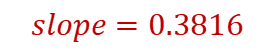 slope = 0.3816